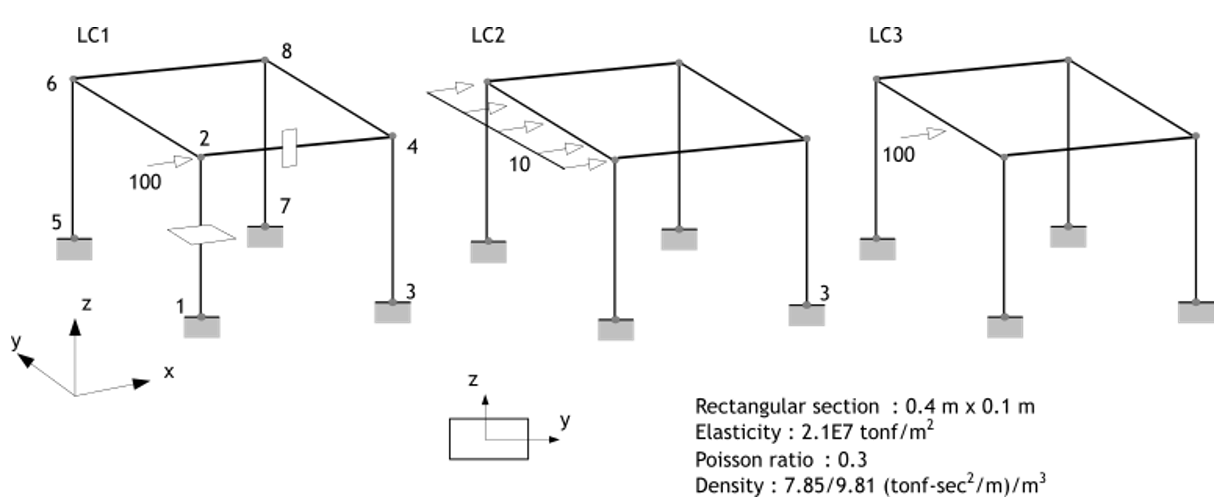 LC1
LC2
LC3
8
6
2
4
100
10
100
5
7
1
3
3
z
y
x
z
y
Rectangular section : 0.4 m x 0.1 m
Elasticity : 2.1E7 tonf/m²
Poisson ratio : 0.3
Density : 7.85/9.81 (tonf-sec²/m)/m³